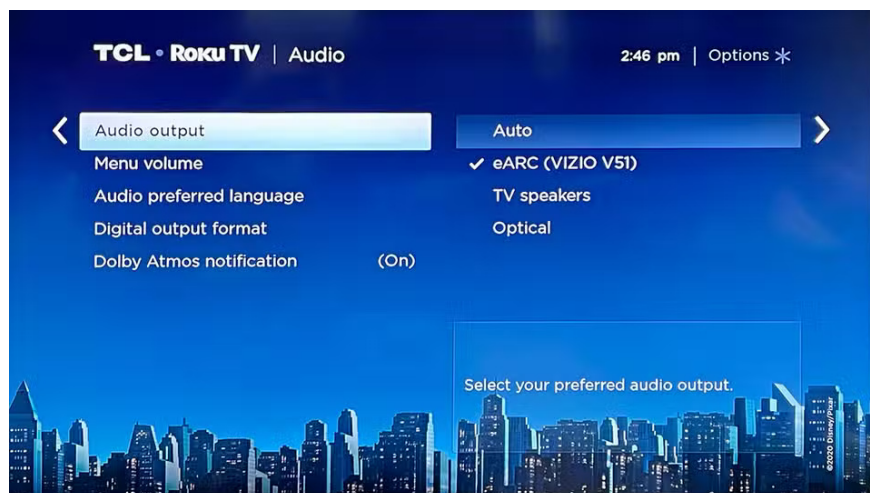 TCL • Roku TV | Audio
2:46 pm | Options
Audio output
Menu volume
Audio preferred language
Digital output format
Dolby Atmos notification (On)
Auto
✓ eARC (VIZIO V51)
TV speakers
Optical
Select your preferred audio output.
©2020 Disney/Pixar